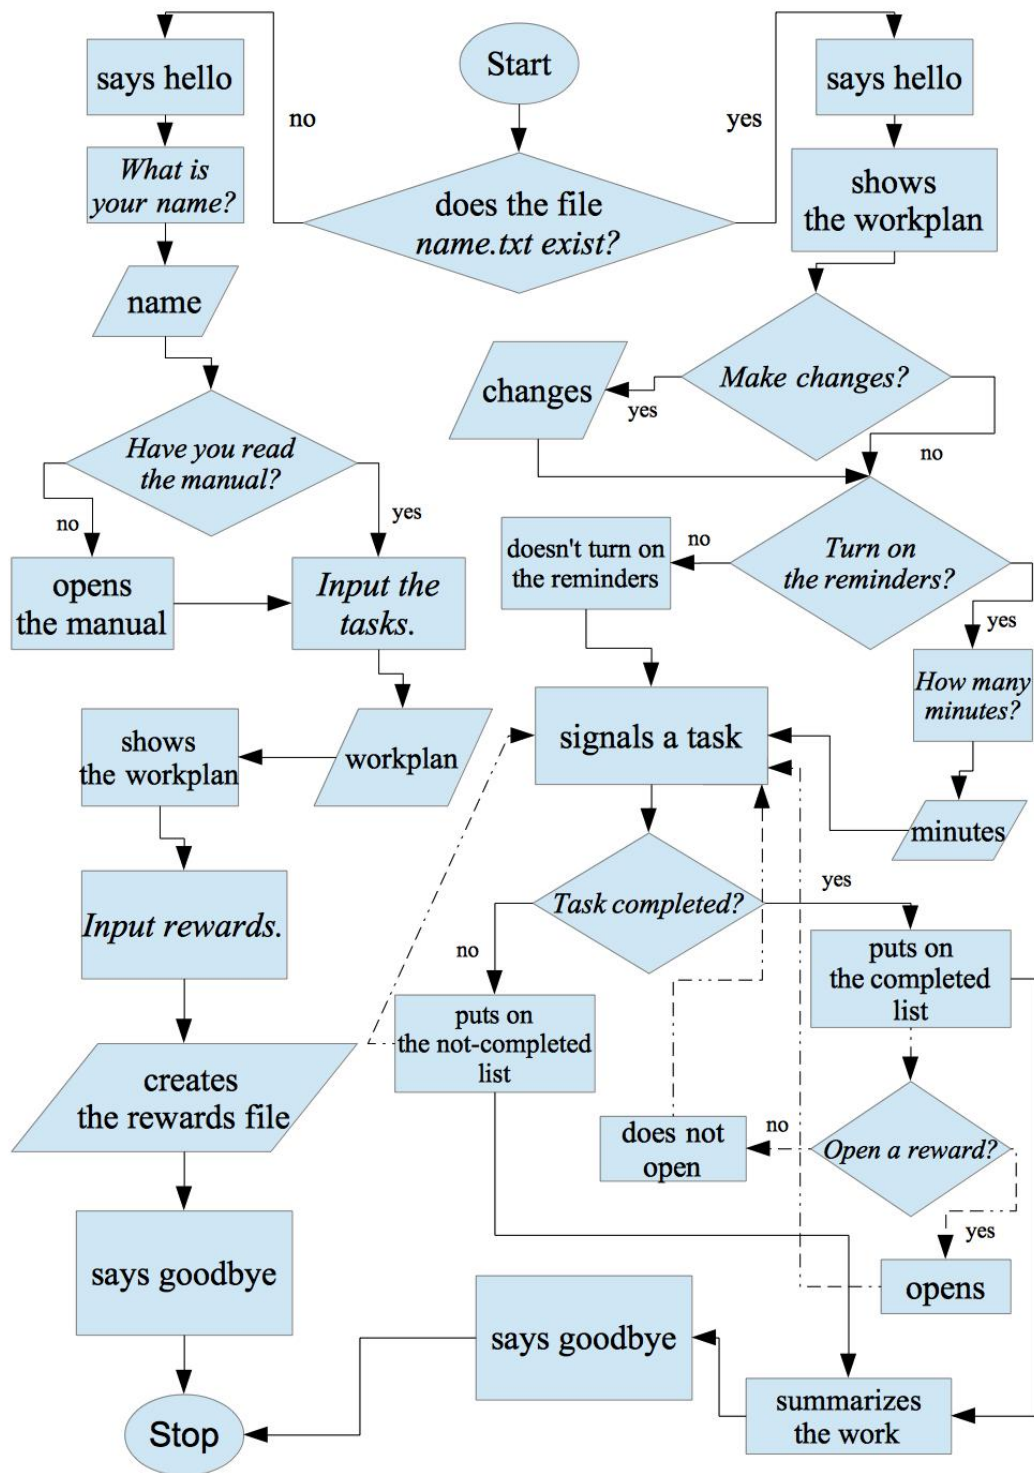 Start
does the file
name.txt exist?
no
yes
says hello
What is
your name?
name
Have you read
the manual?
no
yes
opens
the manual
Input the
tasks.
workplan
shows
the workplan
Input rewards.
creates
the rewards file
says goodbye
Stop
says hello
shows
the workplan
Make changes?
yes
no
changes
Turn on
the reminders?
no
yes
doesn't turn on
the reminders
How many
minutes?
minutes
signals a task
Task completed?
no
yes
puts on
the not-completed
list
puts on
the completed
list
Open a reward?
no
yes
does not
open
opens
summarizes
the work
says goodbye